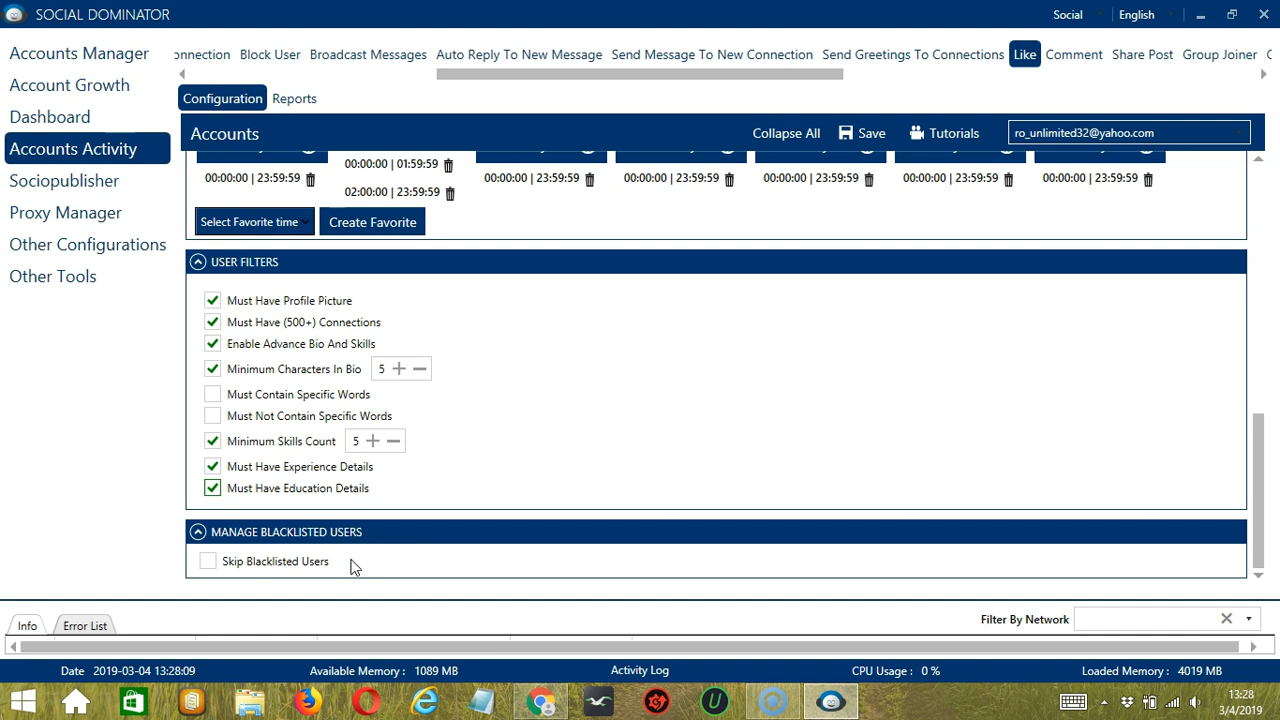 SOCIAL DOMINATOR
Social
English
Accounts Manager
Account Growth
Dashboard
Accounts Activity
Sociopublisher
Proxy Manager
Other Configurations
Other Tools
onnection Block User Broadcast Messages Auto Reply To New Message Send Message To New Connection Send Greetings To Connections Like Comment Share Post Group Joiner
Configuration Reports
Accounts Collapse All Save Tutorials ro_unlimited32@yahoo.com
00:00:00 | 01:59:59
00:00:00 | 23:59:59 00:00:00 | 23:59:59 00:00:00 | 23:59:59 00:00:00 | 23:59:59 00:00:00 | 23:59:59 00:00:00 | 23:59:59
02:00:00 | 23:59:59
Select Favorite time Create Favorite
USER FILTERS
Must Have Profile Picture
Must Have (500+) Connections
Enable Advance Bio And Skills
Minimum Characters In Bio 5 + −
Must Contain Specific Words
Must Not Contain Specific Words
Minimum Skills Count 5 + −
Must Have Experience Details
Must Have Education Details
MANAGE BLACKLISTED USERS
Skip Blacklisted Users
Info Error List Filter By Network
Date 2019-03-04 13:28:09 Available Memory : 1089 MB Activity Log CPU Usage : 0 % Loaded Memory : 4019 MB
13:28
3/4/2019